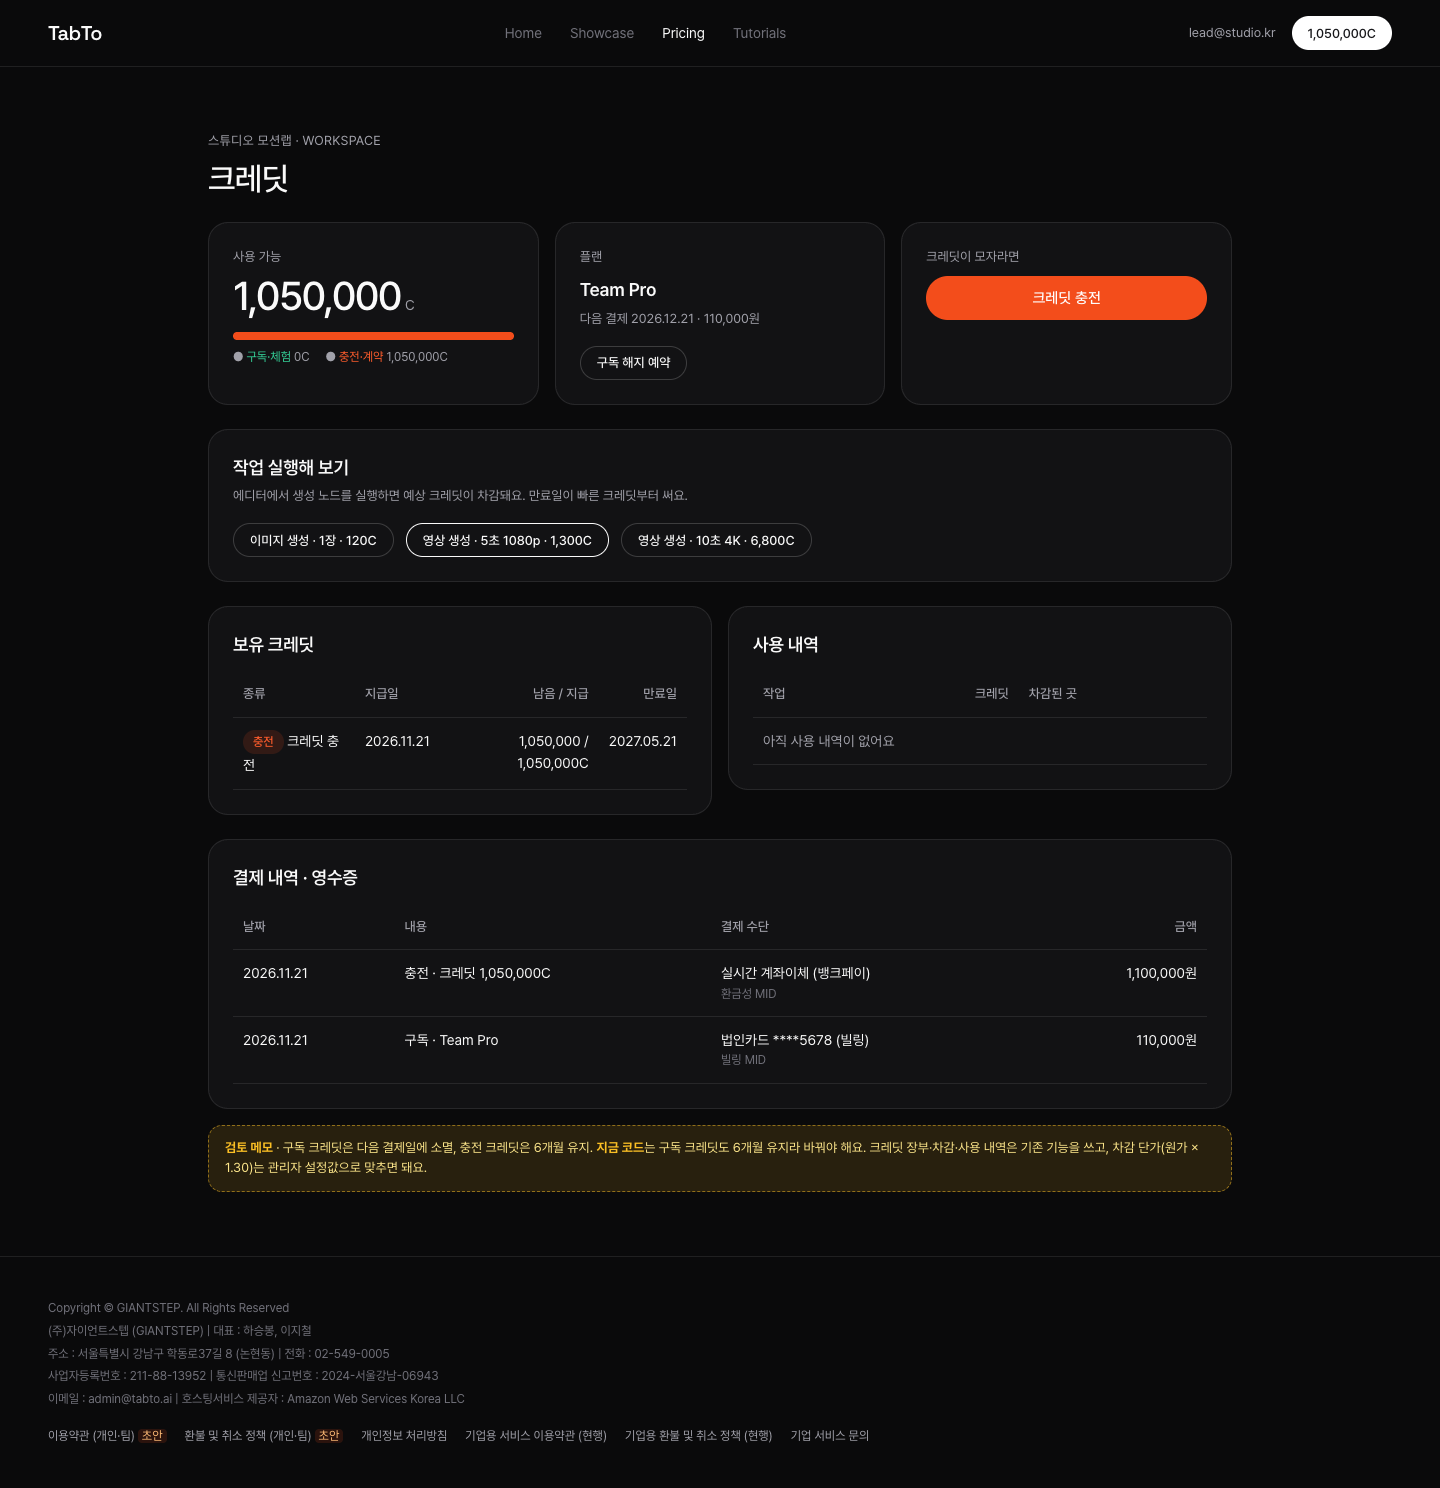 TabTo
Home Showcase Pricing Tutorials
lead@studio.kr 1,050,000C
스튜디오 모션랩 · WORKSPACE
크레딧
사용 가능
1,050,000 C
● 구독·체험 0C ● 충전·계약 1,050,000C
플랜
Team Pro
다음 결제 2026.12.21 · 110,000원
구독 해지 예약
크레딧이 모자라면
크레딧 충전
작업 실행해 보기
에디터에서 생성 노드를 실행하면 예상 크레딧이 차감돼요. 만료일이 빠른 크레딧부터 써요.
이미지 생성 · 1장 · 120C 영상 생성 · 5초 1080p · 1,300C 영상 생성 · 10초 4K · 6,800C
보유 크레딧
종류 지급일 남음 / 지급 만료일
충전 크레딧 충 2026.11.21 1,050,000 / 2027.05.21
전 1,050,000C
사용 내역
작업 크레딧 차감된 곳
아직 사용 내역이 없어요
결제 내역 · 영수증
날짜 내용 결제 수단 금액
2026.11.21 충전 · 크레딧 1,050,000C 실시간 계좌이체 (뱅크페이) 1,100,000원
환금성 MID
2026.11.21 구독 · Team Pro 법인카드 ****5678 (빌링) 110,000원
빌링 MID
검토 메모 · 구독 크레딧은 다음 결제일에 소멸, 충전 크레딧은 6개월 유지. 지금 코드는 구독 크레딧도 6개월 유지라 바꿔야 해요. 크레딧 장부·차감·사용 내역은 기존 기능을 쓰고, 차감 단가(원가 ×
1.30)는 관리자 설정값으로 맞추면 돼요.
Copyright © GIANTSTEP. All Rights Reserved
(주)자이언트스텝 (GIANTSTEP) | 대표 : 하승봉, 이지철
주소 : 서울특별시 강남구 학동로37길 8 (논현동) | 전화 : 02-549-0005
사업자등록번호 : 211-88-13952 | 통신판매업 신고번호 : 2024-서울강남-06943
이메일 : admin@tabto.ai | 호스팅서비스 제공자 : Amazon Web Services Korea LLC
이용약관 (개인·팀) 초안 환불 및 취소 정책 (개인·팀) 초안 개인정보 처리방침 기업용 서비스 이용약관 (현행) 기업용 환불 및 취소 정책 (현행) 기업 서비스 문의